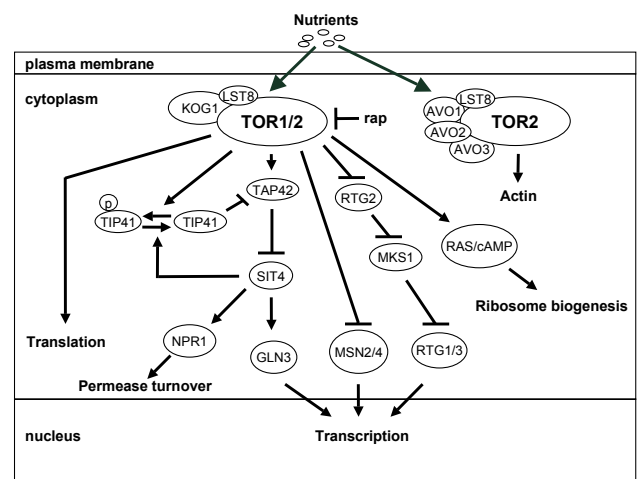 Nutrients
plasma membrane
cytoplasm
LST8
KOG1
TOR1/2
rap
LST8
AVO1
AVO2
TOR2
AVO3
Actin
p
TIP41
TIP41
TAP42
RTG2
RAS/cAMP
MKS1
SIT4
Ribosome biogenesis
Translation
NPR1
GLN3
MSN2/4
RTG1/3
Permease turnover
nucleus
Transcription